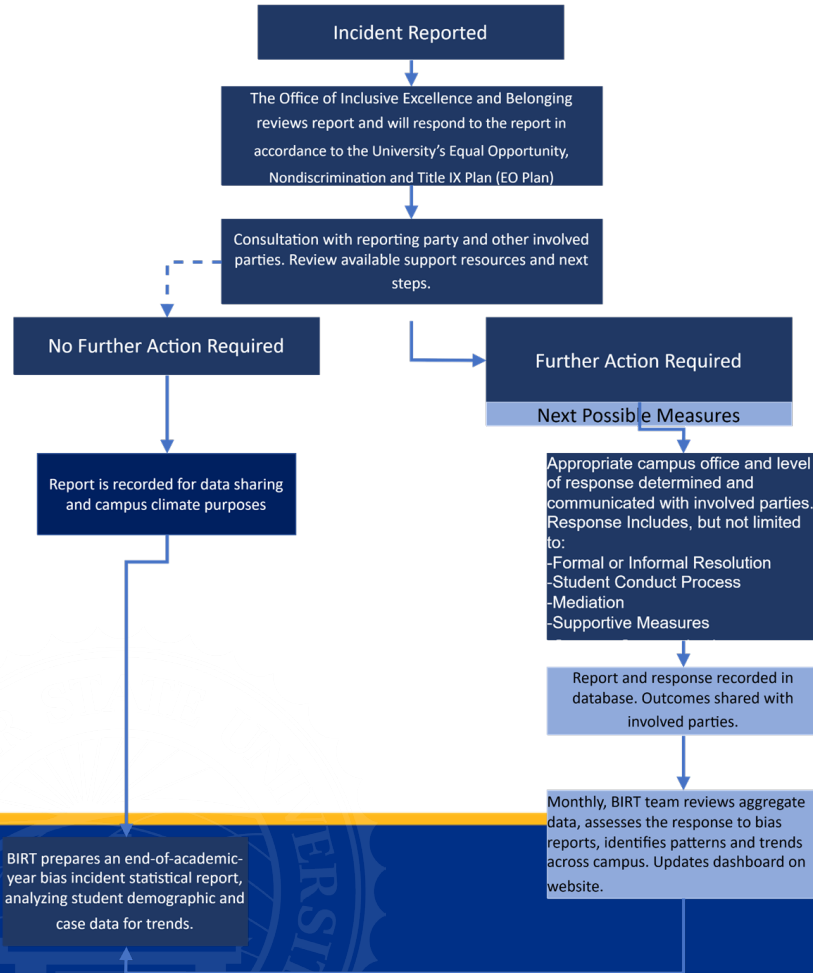 Incident Reported
The Office of Inclusive Excellence and Belonging
reviews report and will respond to the report in
accordance to the University's Equal Opportunity,
Nondiscrimination and Title IX Plan (EO Plan)
Consultation with reporting party and other involved
parties. Review available support resources and next
steps.
No Further Action Required
Further Action Required
Next Possible Measures
Report is recorded for data sharing
and campus climate purposes
Appropriate campus office and level
of response determined and
communicated with involved parties.
Response Includes, but not limited
to:
-Formal or Informal Resolution
-Student Conduct Process
-Mediation
-Supportive Measures
Report and response recorded in
database. Outcomes shared with
involved parties.
Monthly, BIRT team reviews aggregate
data, assesses the response to bias
reports, identifies patterns and trends
across campus. Updates dashboard on
website.
BIRT prepares an end-of-academic-
year bias incident statistical report,
analyzing student demographic and
case data for trends.
ERSIT